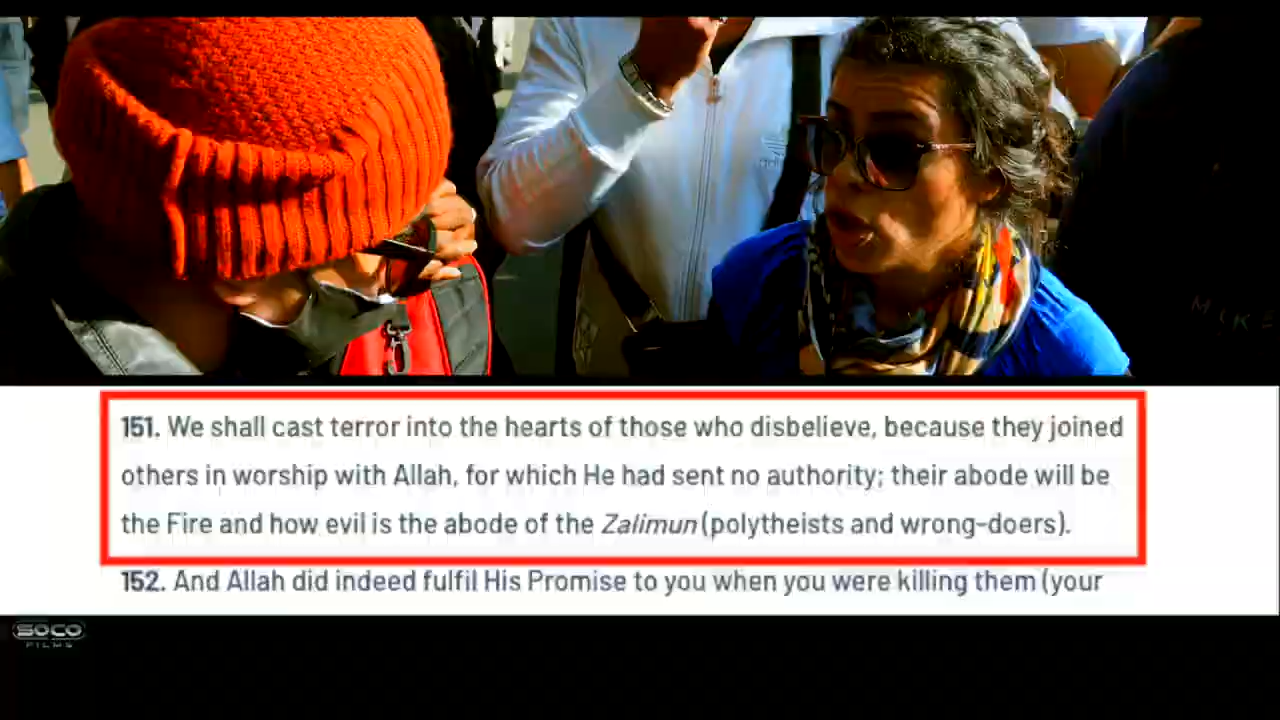 151. We shall cast terror into the hearts of those who disbelieve, because they joined
others in worship with Allah, for which He had sent no authority; their abode will be
the Fire and how evil is the abode of the Zalimun (polytheists and wrong-doers).
152. And Allah did indeed fulfil His Promise to you when you were killing them (your
SOCO
FILMS